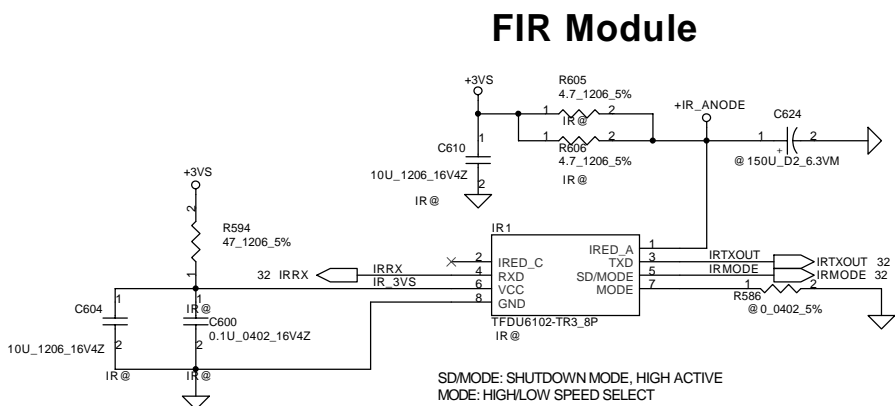 FIR Module
+3VS
R605
4.7_1206_5%
1 2
IR@
+IR_ANODE
C624
1 2
+
@150U_D2_6.3VM
1 2
R606
4.7_1206_5%
IR@
C610
1
2
10U_1206_16V4Z
IR@
+3VS
2
R594
47_1206_5%
1
IR1
IRED_C
RXD
VCC
GND
2
4
6
8
IRED_A
TXD
SD/MODE
MODE
1
3
5
7
TFDU6102-TR3_8P
IR@
32 IRRX
IRRX
IR_3VS
IRTXOUT
IRMODE
IRTXOUT 32
IRMODE 32
1 2
R586
@0_0402_5%
C604
1
2
10U_1206_16V4Z
IR@
1
IR@
C600
0.1U_0402_16V4Z
2
IR@
SD/MODE: SHUTDOWN MODE, HIGH ACTIVE
MODE: HIGH/LOW SPEED SELECT